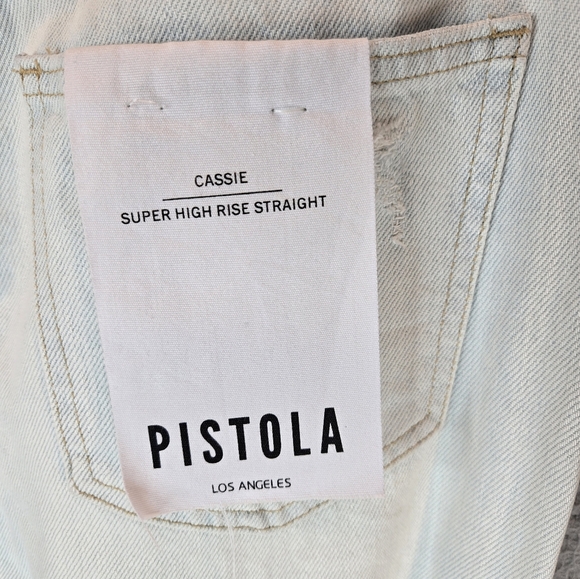 CASSIE
SUPER HIGH RISE STRAIGHT
PISTOLA
LOS ANGELES